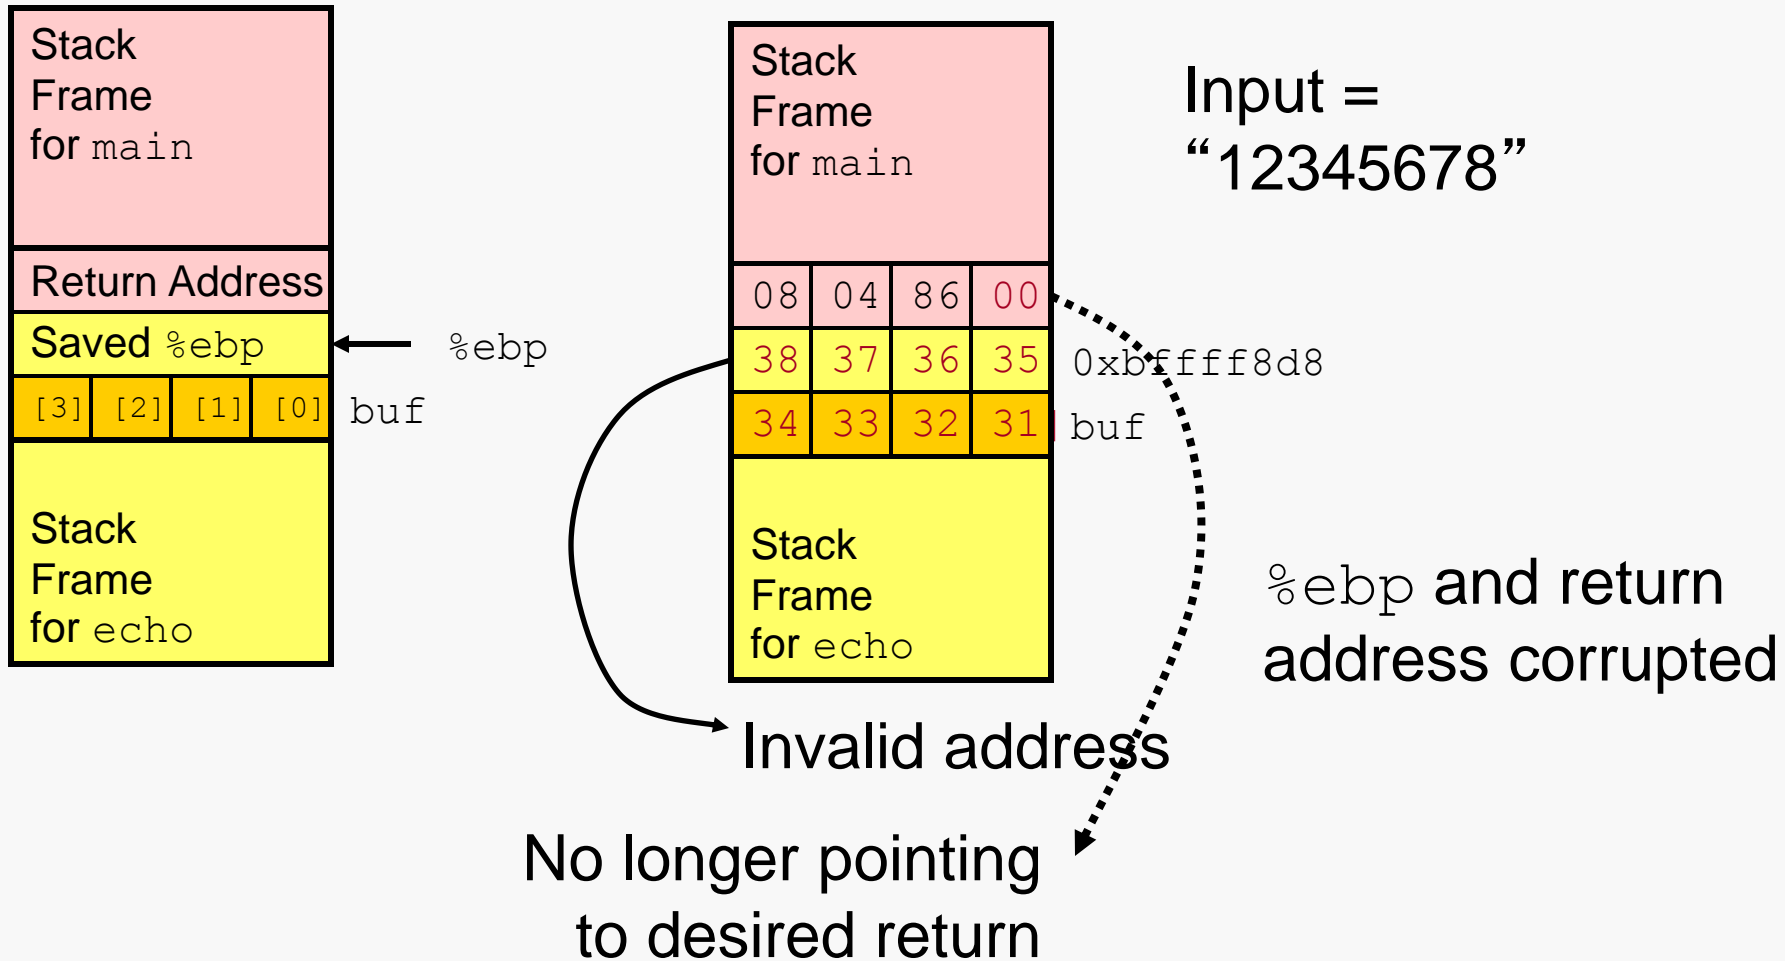 Stack
Frame
for main
Return Address
Saved %ebp
%ebp
[3] [2] [1] [0]
buf
Stack
Frame
for echo
Stack
Frame
for main
08 04 86 00
38 37 36 35
0xbffff8d8
34 33 32 31
buf
Stack
Frame
for echo
Input =
“12345678”
%ebp and return
address corrupted
Invalid address
No longer pointing
to desired return